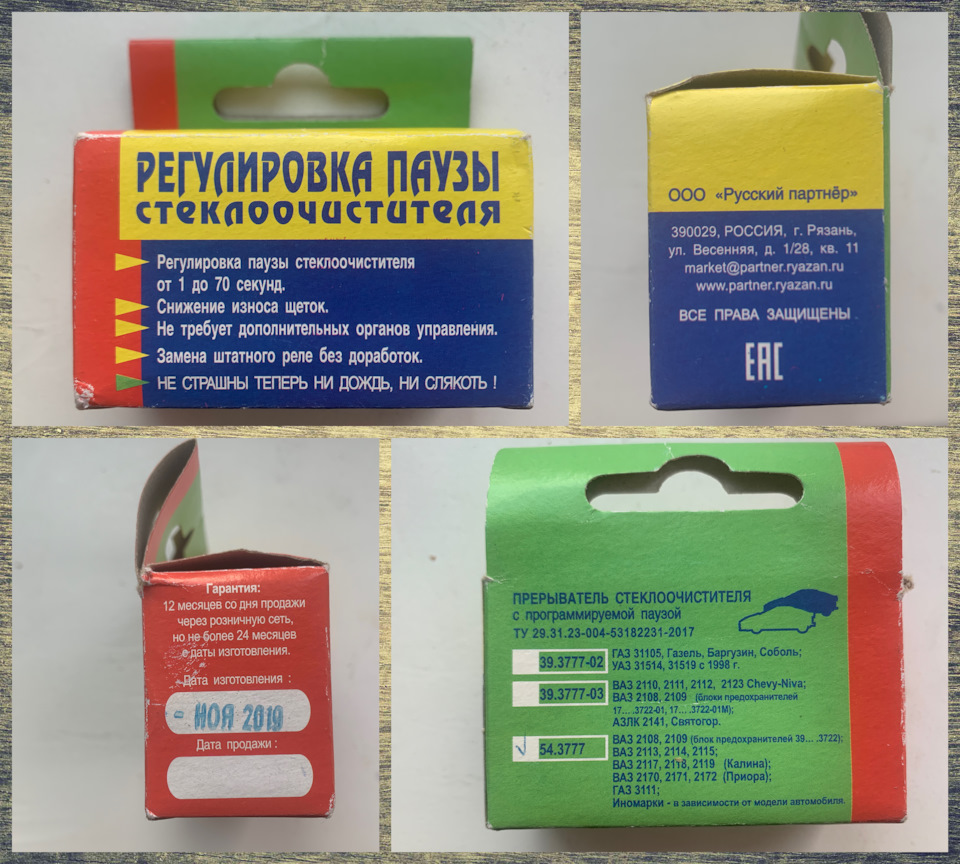 РЕГУЛИРОВКА ПАУЗЫ
стеклоочистителя
Регулировка паузы стеклоочистителя
от 1 до 70 секунд.
Снижение износа щеток.
Не требует дополнительных органов управления.
Замена штатного реле без доработок.
НЕ СТРАШНЫ ТЕПЕРЬ НИ ДОЖДЬ, НИ СЛЯКОТЬ !
ООО «Русский партнёр»
390029, РОССИЯ, г. Рязань,
ул. Весенняя, д. 1/28, кв. 11
market@partner.ryazan.ru
www.partner.ryazan.ru
ВСЕ ПРАВА ЗАЩИЩЕНЫ
EAC
Гарантия:
12 месяцев со дня продажи
через розничную сеть,
но не более 24 месяцев
с даты изготовления.
Дата изготовления :
- НОЯ 2019
Дата продажи :
ПРЕРЫВАТЕЛЬ СТЕКЛООЧИСТИТЕЛЯ
с программируемой паузой
ТУ 29.31.23-004-53182231-2017
39.3777-02 ГАЗ 31105, Газель, Баргузин, Соболь;
УАЗ 31514, 31519 с 1998 г.
39.3777-03 ВАЗ 2110, 2111, 2112, 2123 Chevy-Niva;
ВАЗ 2108, 2109 (блоки предохранителей
17... .3722-01, 17... .3722-01М);
АЗЛК 2141, Святогор.
54.3777 ВАЗ 2108, 2109 (блок предохранителей 39... .3722);
ВАЗ 2113, 2114, 2115;
ВАЗ 2117, 2118, 2119 (Калина);
ВАЗ 2170, 2171, 2172 (Приора);
ГАЗ 3111;
Иномарки - в зависимости от модели автомобиля.